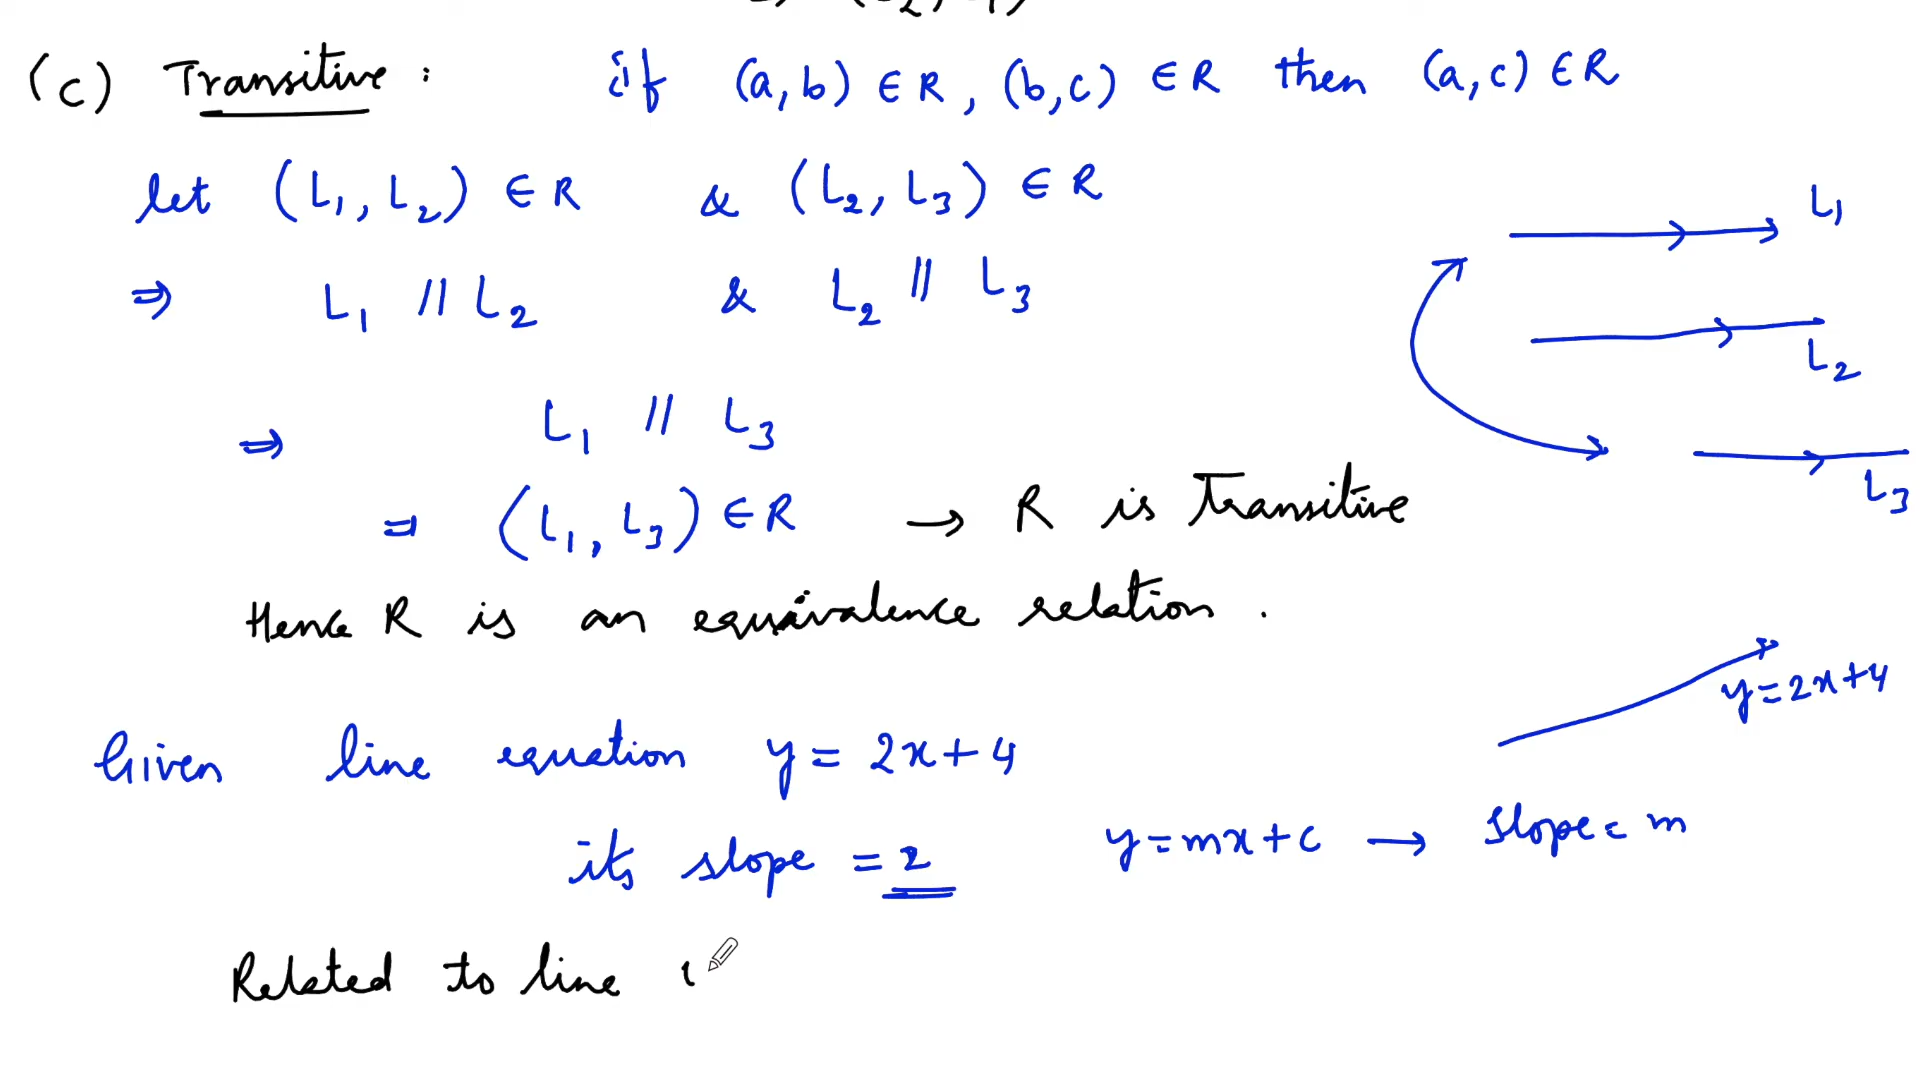 (c) Transitive : if (a,b) ∈ R, (b,c) ∈ R then (a,c) ∈ R
let (L₁, L₂) ∈ R & (L₂, L₃) ∈ R
⇒ L₁ // L₂ & L₂ // L₃
⇒ L₁ // L₃
⇒ (L₁, L₃) ∈ R → R is Transitive
Hence R is an equivalence relation .
L₁
L₂
L₃
Given line equation y = 2x+4
its slope = 2 y=mx+c → slope = m
y=2x+4
Related to line